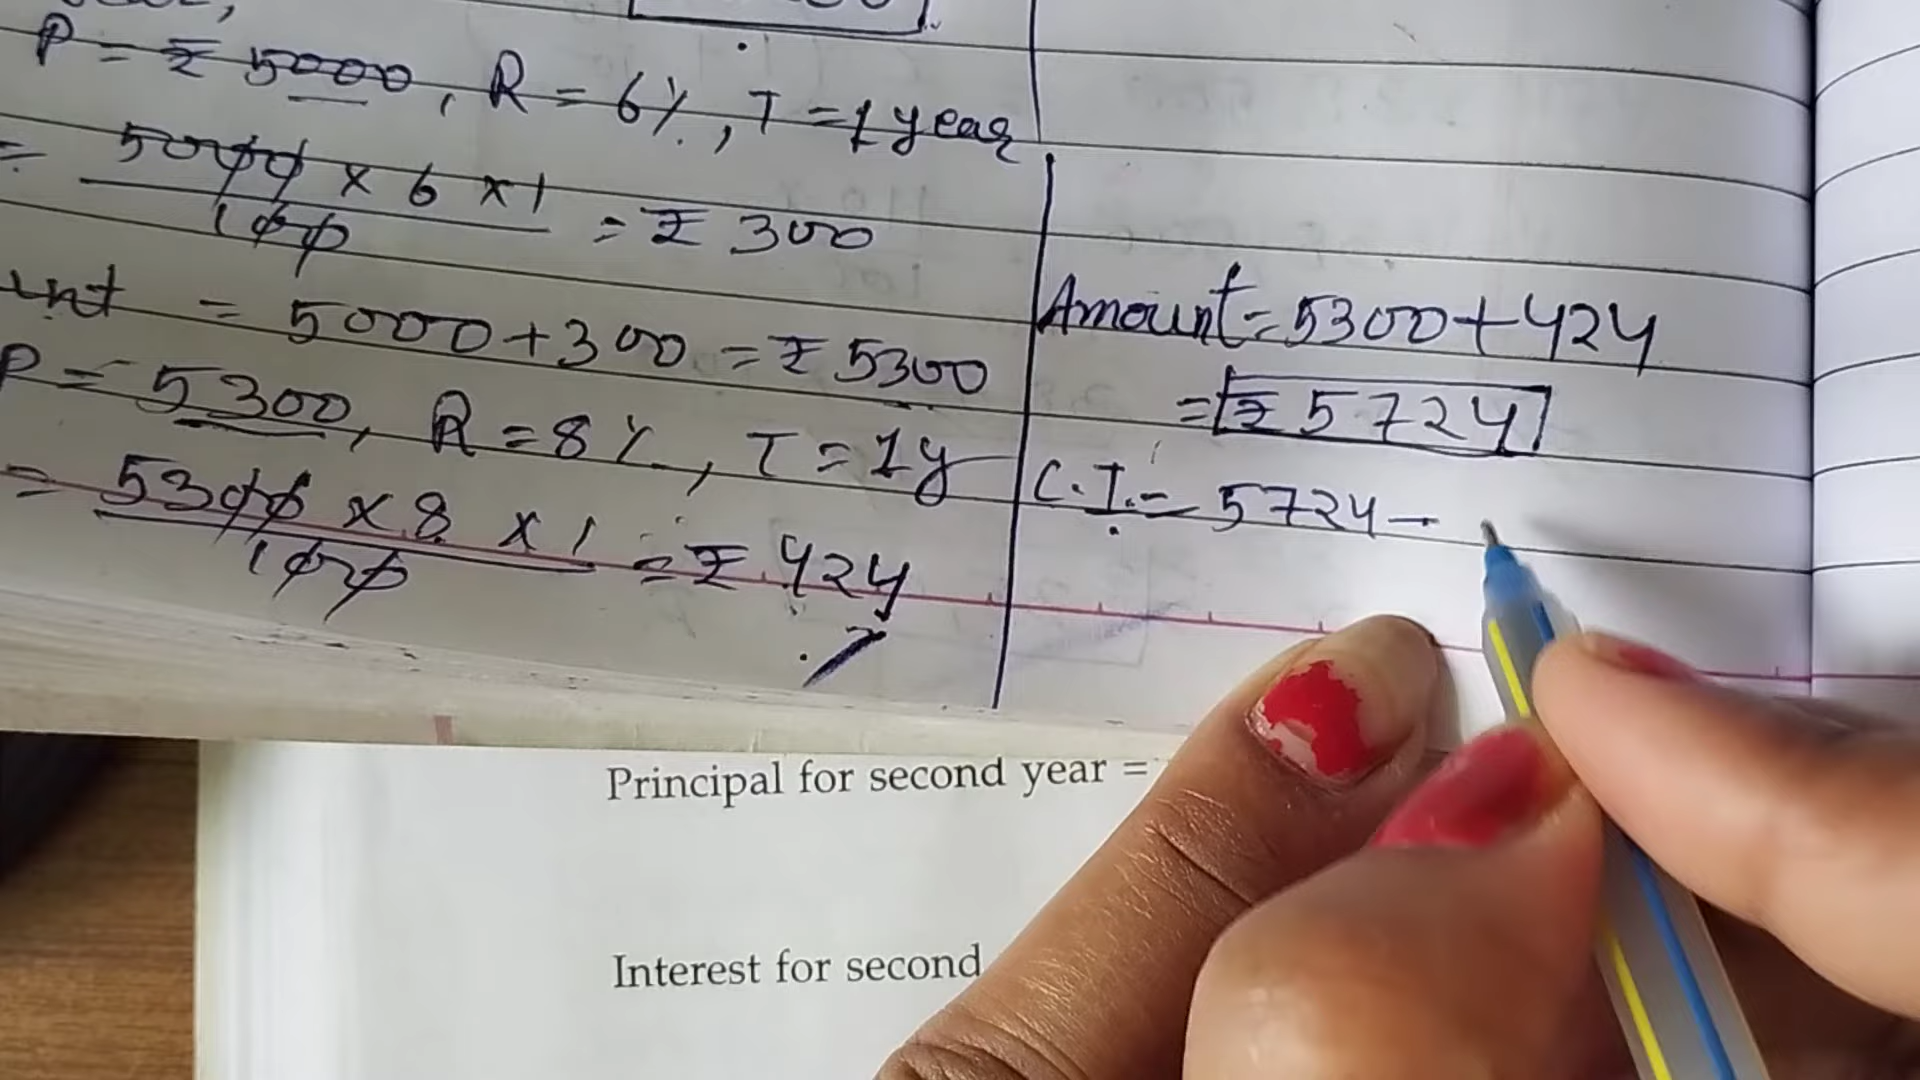 P = ₹ 5000, R = 6%, T = 1 year
= 5000 × 6 × 1
100
= ₹ 300
= 5000 + 300 = ₹ 5300
P = 5300, R = 8%, T = 1y
= 5300 × 8 × 1
100
= ₹ 424
Amount = 5300 + 424
= ₹ 5724
C.I. = 5724 -
Principal for second year =
Interest for second